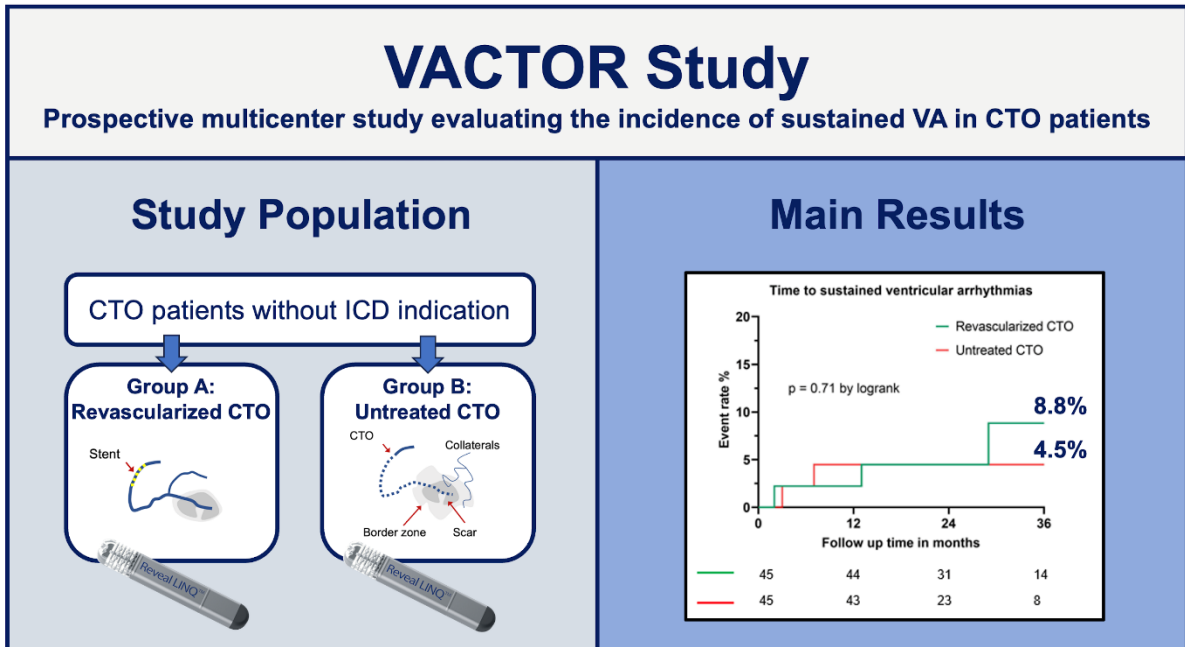 VACTOR Study
Prospective multicenter study evaluating the incidence of sustained VA in CTO patients
Study Population
CTO patients without ICD indication
Group A:
Revascularized CTO
Stent
Group B:
Untreated CTO
CTO
Collaterals
Border zone
Scar
Reveal LINQ™
Reveal LINQ™
Main Results
Time to sustained ventricular arrhythmias
Event rate %
20
15
10
5
0
Revascularized CTO
Untreated CTO
p = 0.71 by logrank
8.8%
4.5%
0 12 24 36
Follow up time in months
45 44 31 14
45 43 23 8